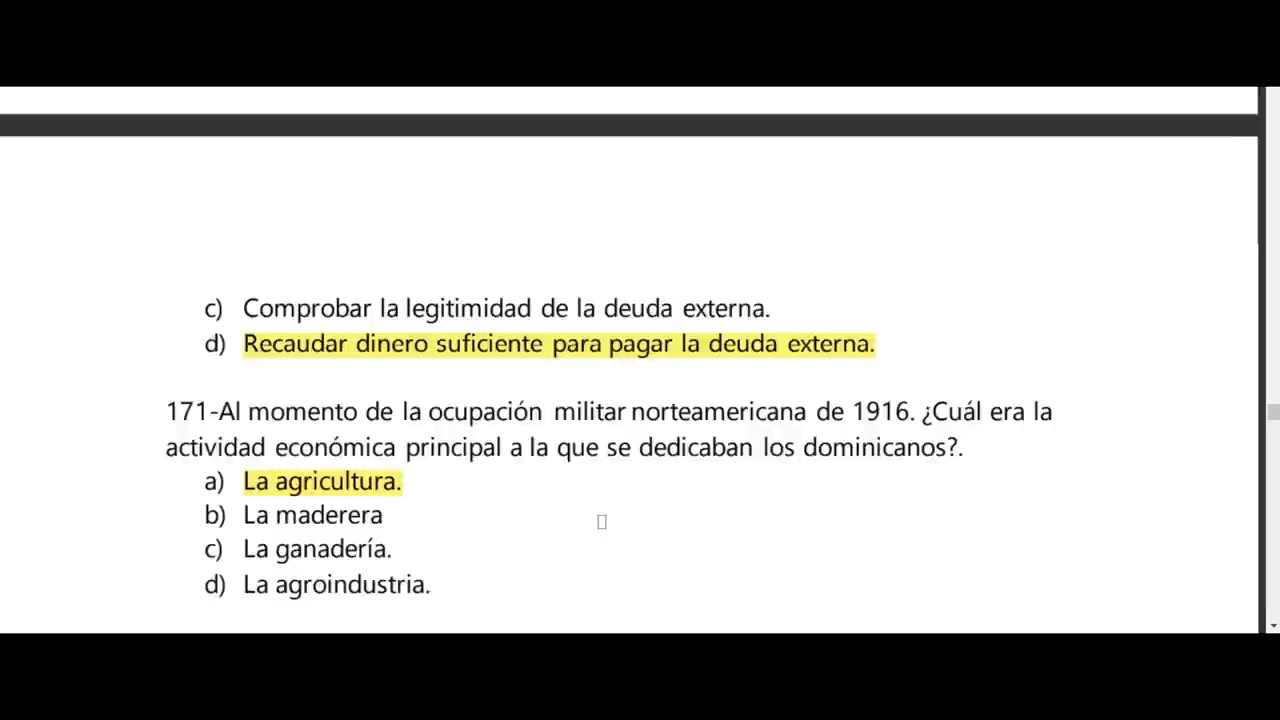 c) Comprobar la legitimidad de la deuda externa.
d) Recaudar dinero suficiente para pagar la deuda externa.
171-Al momento de la ocupación militar norteamericana de 1916. ¿Cuál era la
actividad económica principal a la que se dedicaban los dominicanos?.
a) La agricultura.
b) La maderera
c) La ganadería.
d) La agroindustria.